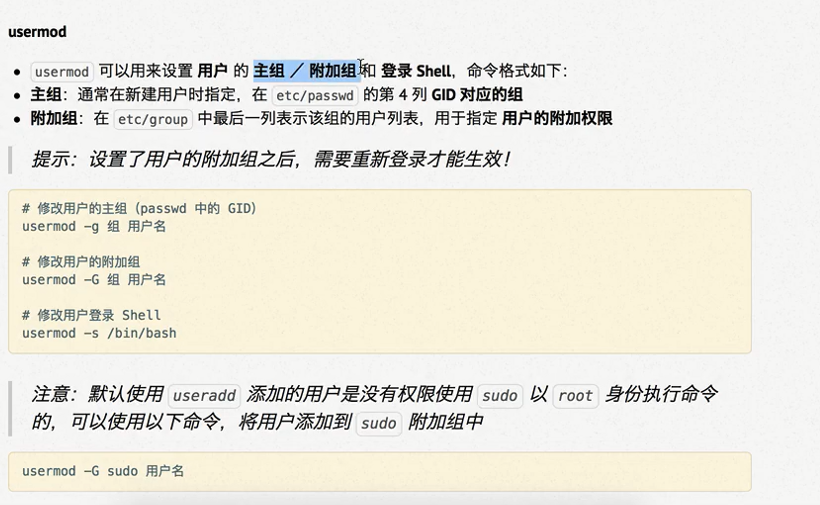 usermod
• usermod 可以用来设置 用户 的 主组 ／ 附加组 和 登录 Shell，命令格式如下：
• 主组：通常在新建用户时指定，在 etc/passwd 的第 4 列 GID 对应的组
• 附加组：在 etc/group 中最后一列表示该组的用户列表，用于指定 用户的附加权限
提示：设置了用户的附加组之后，需要重新登录才能生效！
# 修改用户的主组（passwd 中的 GID）
usermod -g 组 用户名
# 修改用户的附加组
usermod -G 组 用户名
# 修改用户登录 Shell
usermod -s /bin/bash
注意：默认使用 useradd 添加的用户是没有权限使用 sudo 以 root 身份执行命令
的，可以使用以下命令，将用户添加到 sudo 附加组中
usermod -G sudo 用户名